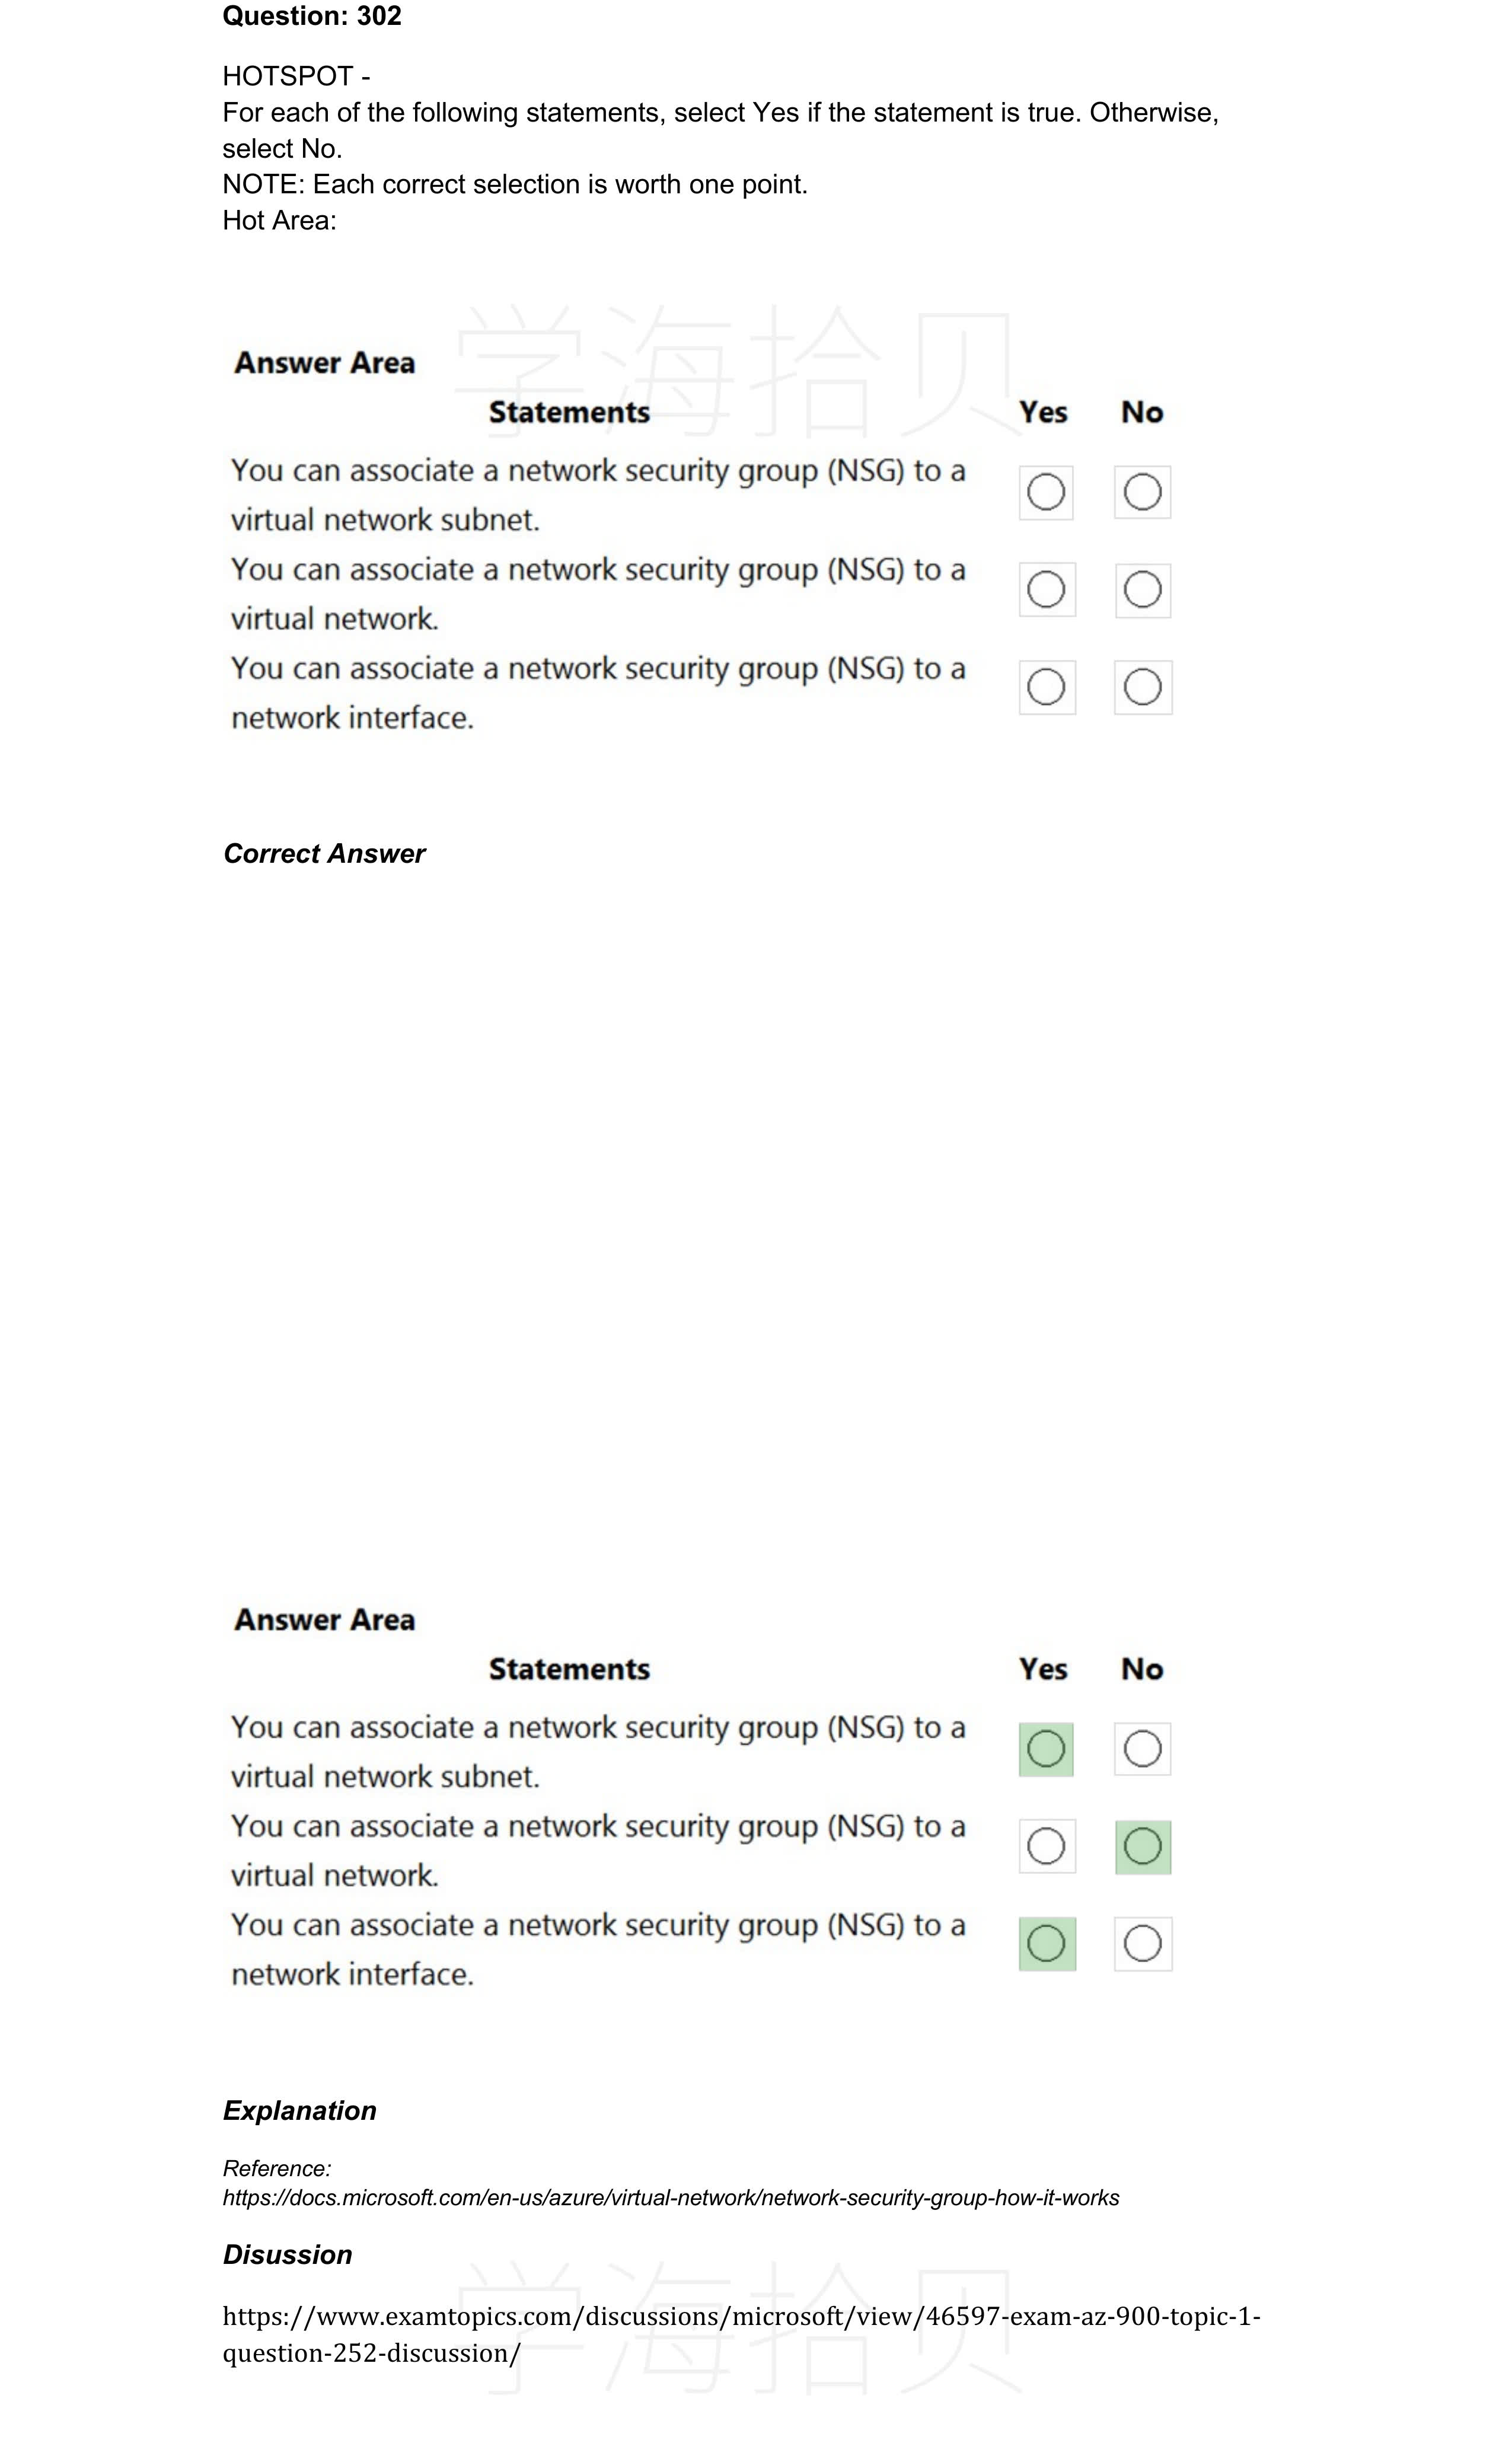 Question: 302
HOTSPOT -
For each of the following statements, select Yes if the statement is true. Otherwise,
select No.
NOTE: Each correct selection is worth one point.
Hot Area:
学海拾贝
Answer Area
Statements Yes No
You can associate a network security group (NSG) to a
virtual network subnet.
You can associate a network security group (NSG) to a
virtual network.
You can associate a network security group (NSG) to a
network interface.
Correct Answer
Answer Area
Statements Yes No
You can associate a network security group (NSG) to a
virtual network subnet.
You can associate a network security group (NSG) to a
virtual network.
You can associate a network security group (NSG) to a
network interface.
Explanation
Reference:
https://docs.microsoft.com/en-us/azure/virtual-network/network-security-group-how-it-works
Disussion
学海拾贝
https://www.examtopics.com/discussions/microsoft/view/46597-exam-az-900-topic-1-
question-252-discussion/